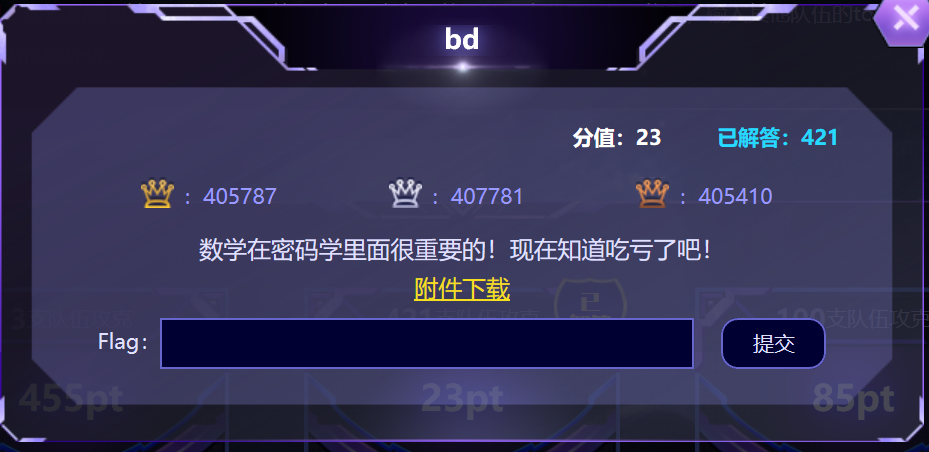 bd
分值：23 已解答：421
：405787 ：407781 ：405410
数学在密码学里面很重要的！现在知道吃亏了吧！
附件下载
Flag： 提交
455pt 23pt 85pt